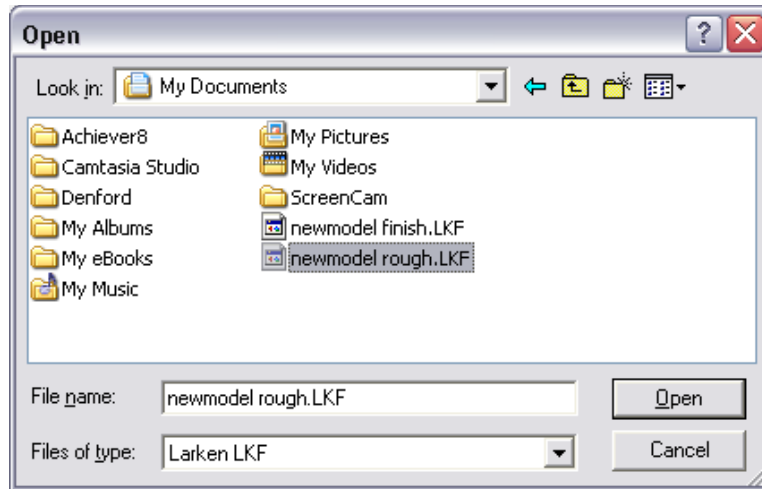 Open
Look in: My Documents
Achiever8
Camtasia Studio
Denford
My Albums
My eBooks
My Music
My Pictures
My Videos
ScreenCam
newmodel finish.LKF
newmodel rough.LKF
File name: newmodel rough.LKF Open
Files of type: Larken LKF Cancel